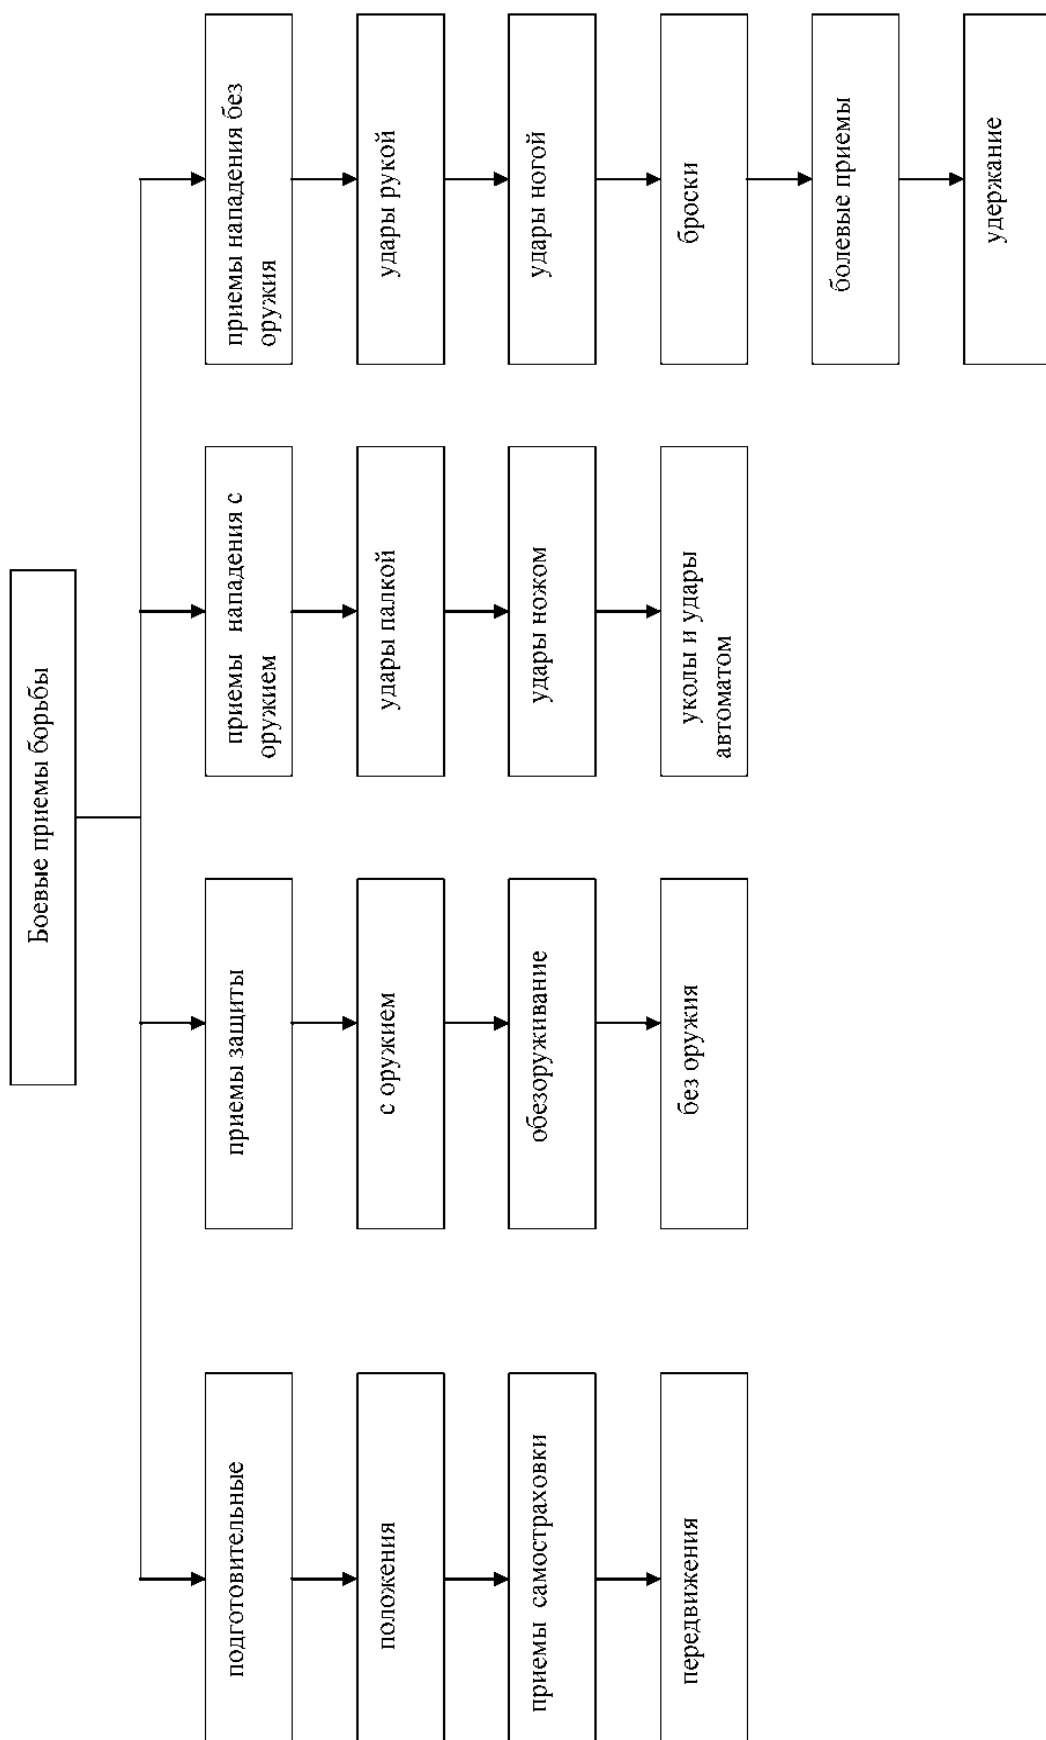 Боевые приемы борьбы
подготовительные
положения
приемы самостраховки
передвижения
приемы защиты
с оружием
обезоруживание
без оружия
приемы нападения с
оружием
удары палкой
удары ножом
уколы и удары
автоматом
приемы нападения без
оружия
удары рукой
удары ногой
броски
болевые приемы
удержание